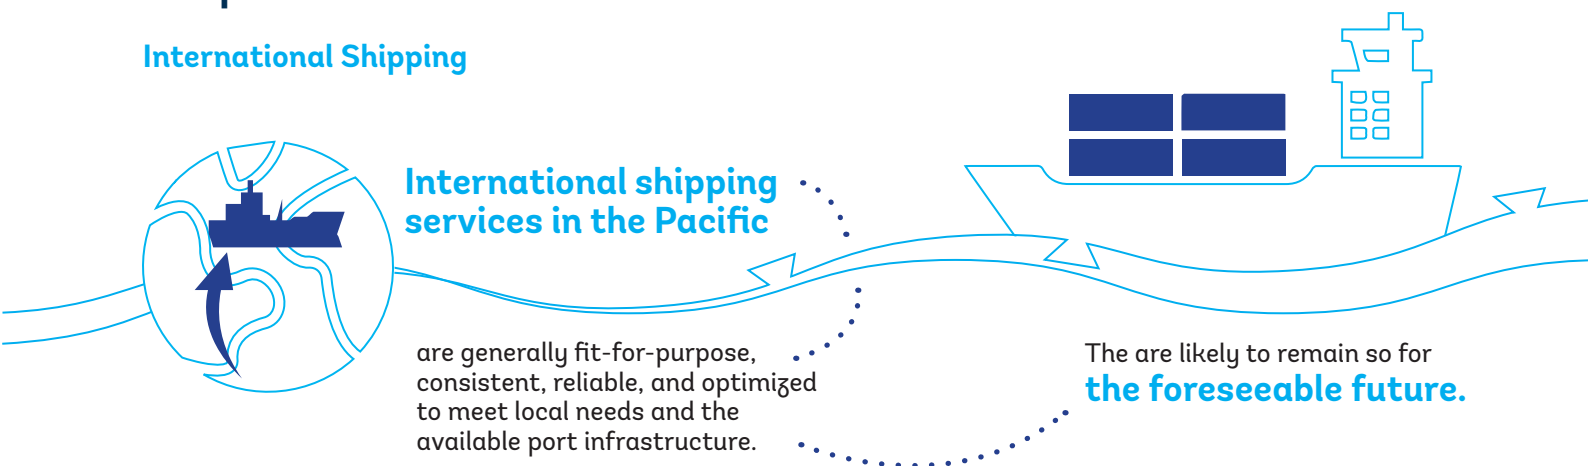 International Shipping
International shipping
services in the Pacific
are generally fit-for-purpose,
consistent, reliable, and optimized
to meet local needs and the
available port infrastructure.
The are likely to remain so for
the foreseeable future.